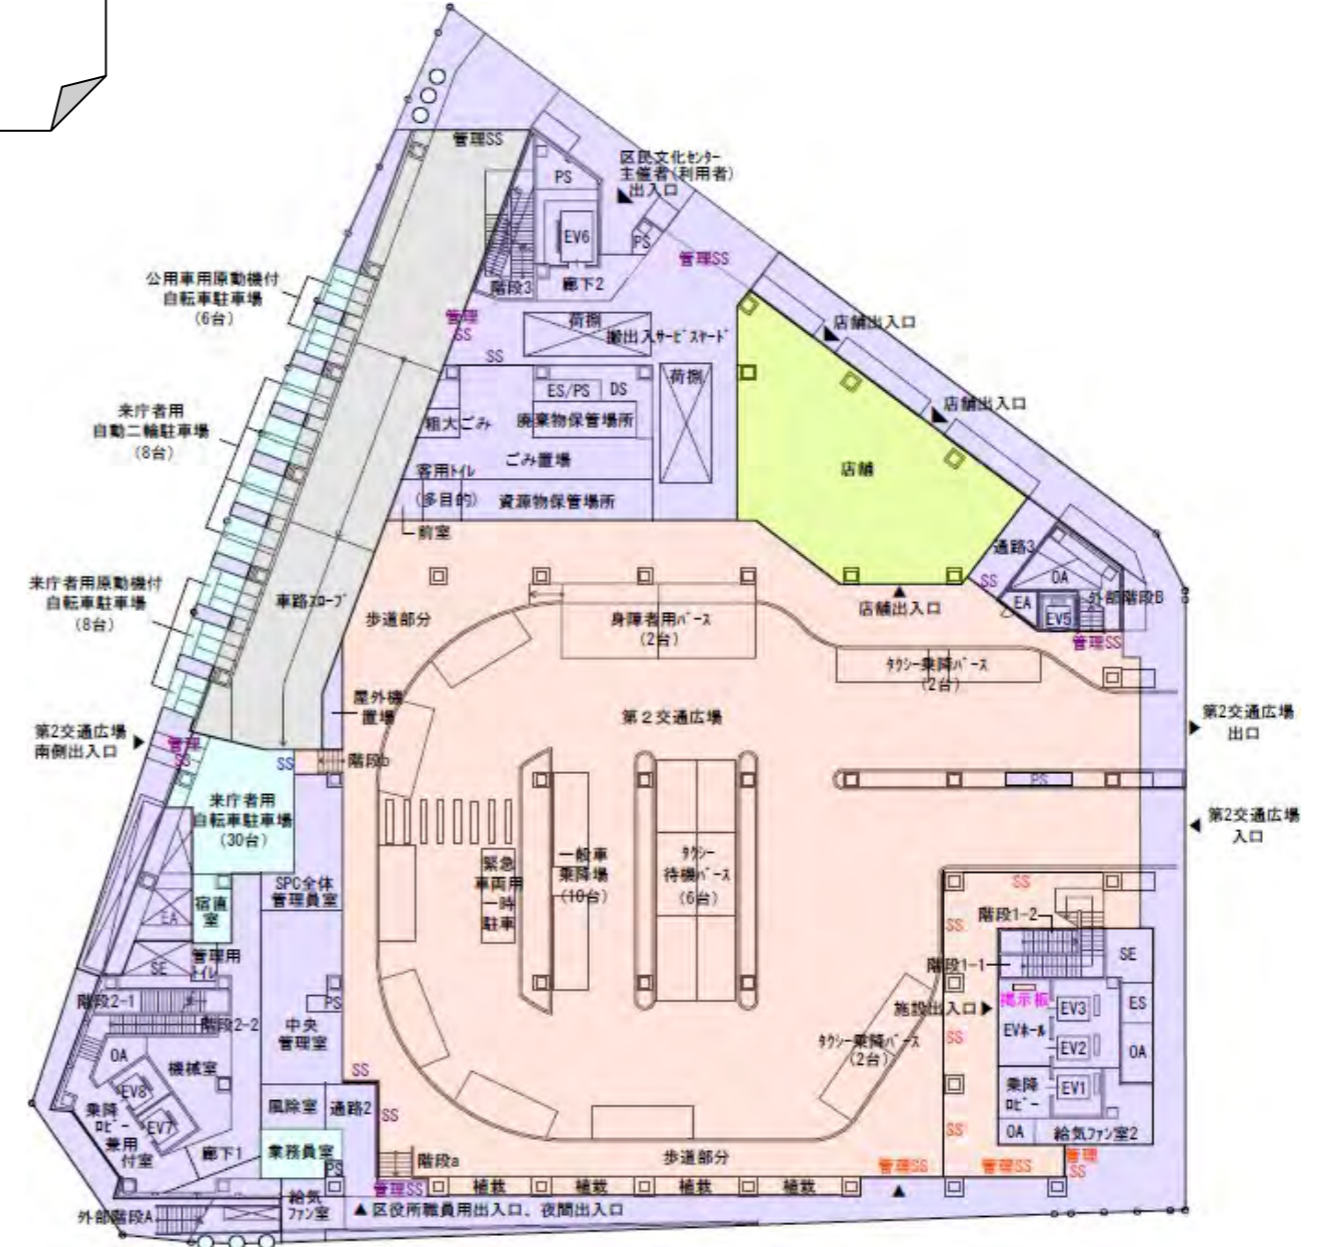 管理SS
区民文化ｾﾝﾀｰ
主催者(利用者)
出入口
PS
EV6
PS
管理SS
階段3
廊下2
公用車用原動機付
自転車駐車場
(6台)
管理
SS
荷捌
搬出入ｻｰﾋﾞｽﾔｰﾄﾞ
店舗出入口
SS
荷捌
ES/PS
DS
来庁者用
自動二輪駐車場
(8台)
粗大ごみ
廃棄物保管場所
店舗出入口
ごみ置場
店舗
客用ﾄｲﾚ
(多目的)
資源物保管場所
前室
通路3
SS
OA
外部階段B
EA
EV5
管理SS
来庁者用原動機付
自転車駐車場
(8台)
車路ｽﾛｰﾌﾟ
歩道部分
身障者用ﾊﾞｰｽ
(2台)
店舗出入口
ﾀｸｼｰ乗降ﾊﾞｰｽ
(2台)
屋外機
置場
第２交通広場
第2交通広場
出口
第2交通広場
南側出入口
管理
SS
SS
階段b
PS
来庁者用
自転車駐車場
(30台)
第2交通広場
入口
緊急
車両用
一時
駐車
一般車
乗降場
(10台)
ﾀｸｼｰ
待機ﾊﾞｰｽ
(6台)
SPC全体
管理員室
SS
EA
宿直
室
SS
階段1-2
管理用
ﾄｲﾚ
SE
SE
階段1-1
階段2-1
PS
掲示板
施設出入口
EV3
ES
階段2-2
中央
管理室
EVﾎｰﾙ
SS
EV2
OA
ﾀｸｼｰ乗降ﾊﾞｰｽ
(2台)
OA
機械室
EV8
SS
乗降
ﾛﾋﾞｰ
EV1
乗降
ﾛﾋﾞｰ
兼用
付室
EV7
風除室
通路2
SS
SS
OA
給気ﾌｧﾝ室2
廊下1
業務員室
PS
階段a
歩道部分
管理SS
管理SS
管理
SS
給気
ﾌｧﾝ室
管理SS
植栽
植栽
植栽
植栽
外部階段A
区役所職員用出入口、夜間出入口